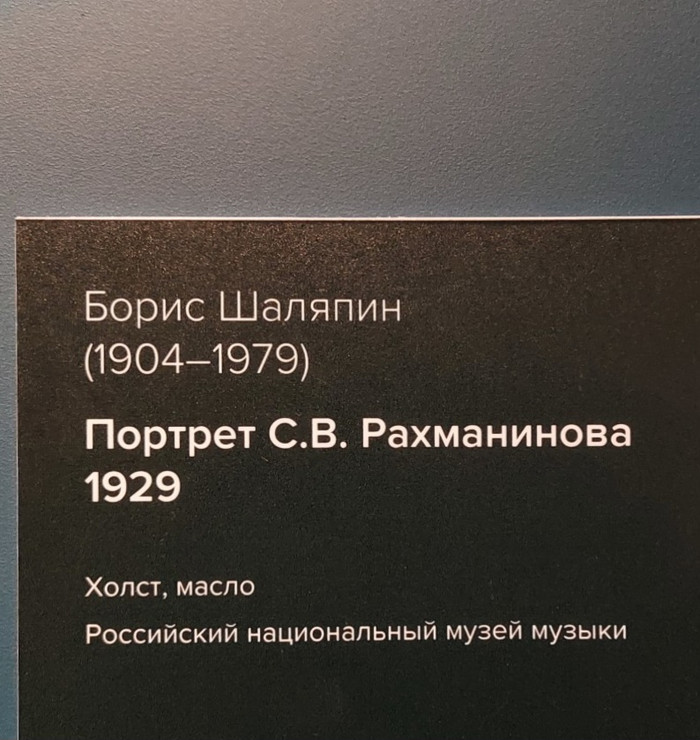 Борис Шаляпин
(1904–1979)
Портрет С.В. Рахманинова
1929
Холст, масло
Российский национальный музей музыки